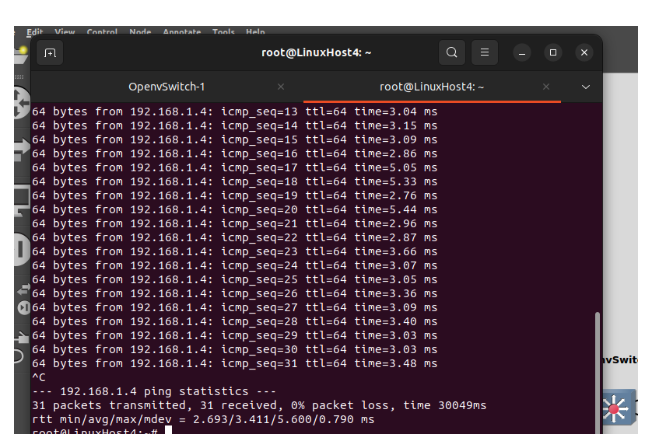 Edit View Control Node Annotate Tools Help
root@LinuxHost4: ~
OpenvSwitch-1
root@LinuxHost4: ~
64 bytes from 192.168.1.4: icmp_seq=13 ttl=64 time=3.04 ms
64 bytes from 192.168.1.4: icmp_seq=14 ttl=64 time=3.15 ms
64 bytes from 192.168.1.4: icmp_seq=15 ttl=64 time=3.09 ms
64 bytes from 192.168.1.4: icmp_seq=16 ttl=64 time=2.86 ms
64 bytes from 192.168.1.4: icmp_seq=17 ttl=64 time=5.05 ms
64 bytes from 192.168.1.4: icmp_seq=18 ttl=64 time=5.33 ms
64 bytes from 192.168.1.4: icmp_seq=19 ttl=64 time=2.76 ms
64 bytes from 192.168.1.4: icmp_seq=20 ttl=64 time=5.44 ms
64 bytes from 192.168.1.4: icmp_seq=21 ttl=64 time=2.96 ms
64 bytes from 192.168.1.4: icmp_seq=22 ttl=64 time=2.87 ms
64 bytes from 192.168.1.4: icmp_seq=23 ttl=64 time=3.66 ms
64 bytes from 192.168.1.4: icmp_seq=24 ttl=64 time=3.07 ms
64 bytes from 192.168.1.4: icmp_seq=25 ttl=64 time=3.05 ms
64 bytes from 192.168.1.4: icmp_seq=26 ttl=64 time=3.36 ms
64 bytes from 192.168.1.4: icmp_seq=27 ttl=64 time=3.09 ms
64 bytes from 192.168.1.4: icmp_seq=28 ttl=64 time=3.40 ms
64 bytes from 192.168.1.4: icmp_seq=29 ttl=64 time=3.03 ms
64 bytes from 192.168.1.4: icmp_seq=30 ttl=64 time=3.03 ms
64 bytes from 192.168.1.4: icmp_seq=31 ttl=64 time=3.48 ms
^C
--- 192.168.1.4 ping statistics ---
31 packets transmitted, 31 received, 0% packet loss, time 30049ms
rtt min/avg/max/mdev = 2.693/3.411/5.600/0.790 ms
root@LinuxHost4:~#
nvSwit